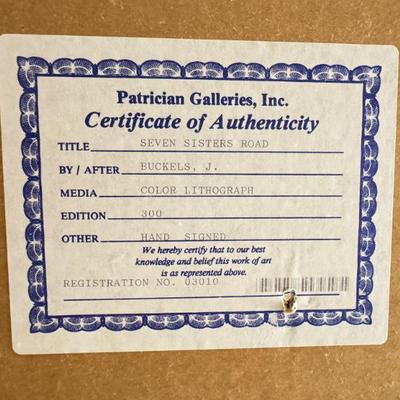 Patrician Galleries, Inc.
Certificate of Authenticity
TITLE SEVEN SISTERS ROAD
BY / AFTER BUCKELS, J.
MEDIA COLOR LITHOGRAPH
EDITION 300
OTHER HAND SIGNED
We hereby certify that to our best
knowledge and belief this work of art
is as represented above.
REGISTRATION NO. 03010